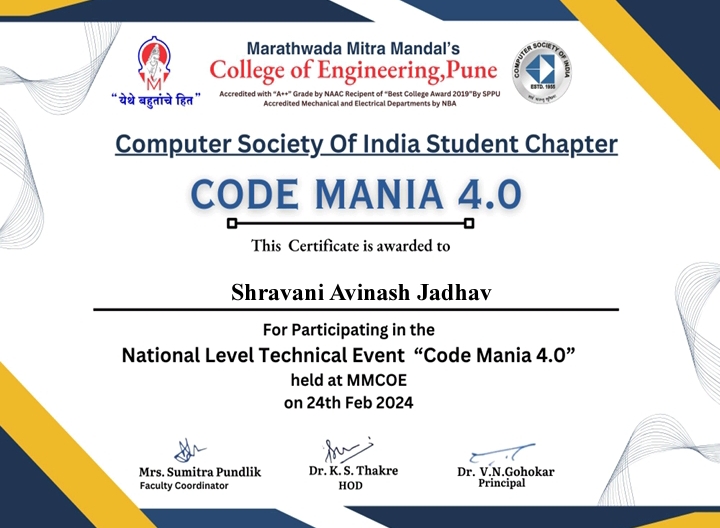 Marathwada Mitra Mandal's
College of Engineering,Pune
Accredited with "A++" Grade by NAAC Recipent of "Best College Award 2019"By SPPU
Accredited Mechanical and Electrical Departments by NBA
M
"येथे बहुतांचे हित"
COMPUTER SOCIETY OF INDIA
ESTD. 1965
Computer Society Of India Student Chapter
CODE MANIA 4.0
This Certificate is awarded to
Shravani Avinash Jadhav
For Participating in the
National Level Technical Event "Code Mania 4.0"
held at MMCOE
on 24th Feb 2024
Mrs. Sumitra Pundlik
Faculty Coordinator
Dr. K. S. Thakre
HOD
Dr. V.N.Gohokar
Principal